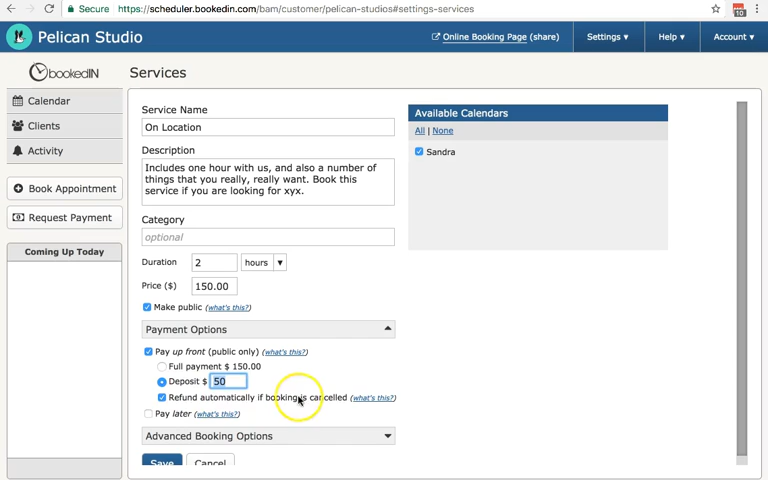 Secure https://scheduler.bookedin.com/bam/customer/pelican-studios#settings-services
10
Pelican Studio
Online Booking Page (share)
Settings ▾
Help ▾
Account ▾
bookedIN
Services
Calendar
Clients
Activity
Book Appointment
Request Payment
Coming Up Today
Service Name
On Location
Description
Includes one hour with us, and also a number of
things that you really, really want. Book this
service if you are looking for xyx.
Category
optional
Duration 2 hours ▾
Price ($) 150.00
Make public (what's this?)
Payment Options
Pay up front (public only) (what's this?)
Full payment $ 150.00
Deposit $ 50
Refund automatically if booking is cancelled (what's this?)
Pay later (what's this?)
Advanced Booking Options
Save Cancel
Available Calendars
All | None
Sandra